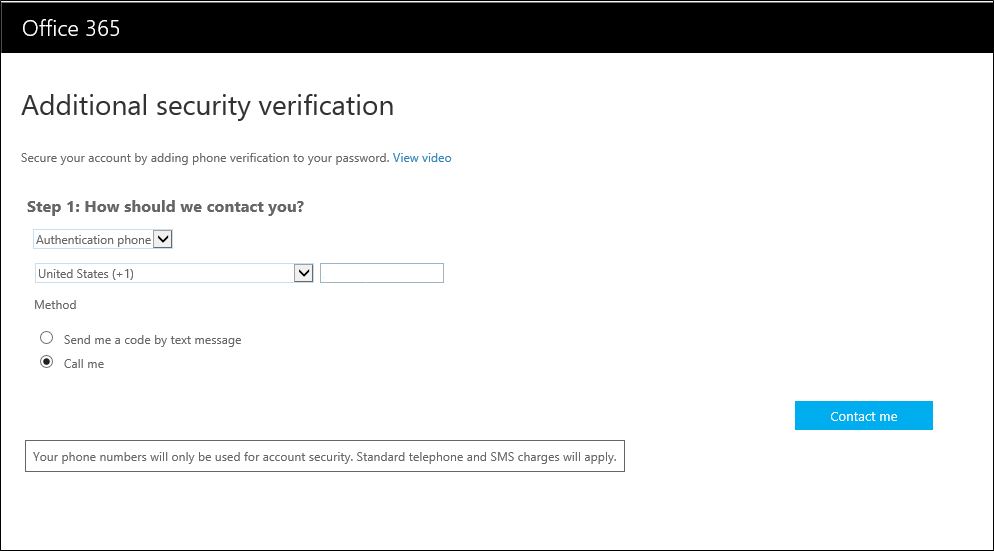 Office 365
Additional security verification
Secure your account by adding phone verification to your password. View video
Step 1: How should we contact you?
Authentication phone
United States (+1)
Method
Send me a code by text message
Call me
Contact me
Your phone numbers will only be used for account security. Standard telephone and SMS charges will apply.